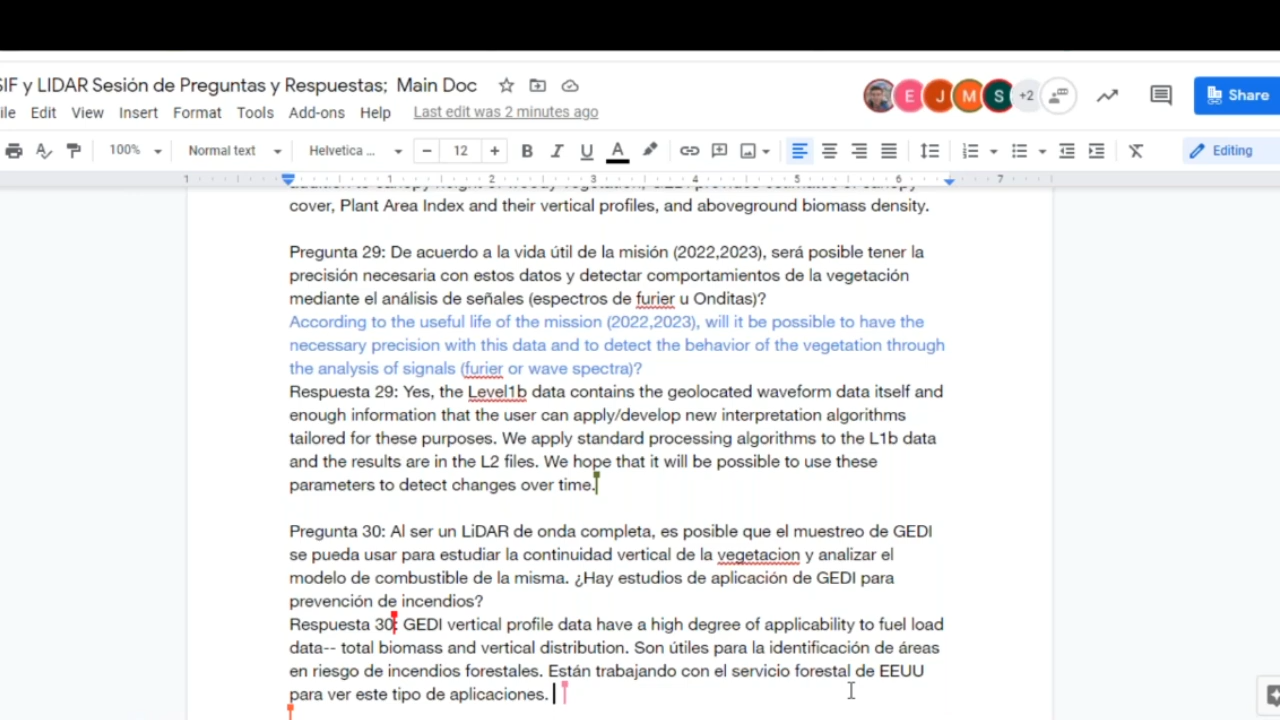 SIF y LIDAR Sesión de Preguntas y Respuestas; Main Doc
E J M S +2
Share
ile Edit View Insert Format Tools Add-ons Help Last edit was 2 minutes ago
100% Normal text Helvetica ... 12 B I U A Editing
1 1 2 3 4 5 6 7
cover, Plant Area Index and their vertical profiles, and aboveground biomass density.
Pregunta 29: De acuerdo a la vida útil de la misión (2022,2023), será posible tener la
precisión necesaria con estos datos y detectar comportamientos de la vegetación
mediante el análisis de señales (espectros de furier u Onditas)?
According to the useful life of the mission (2022,2023), will it be possible to have the
necessary precision with this data and to detect the behavior of the vegetation through
the analysis of signals (furier or wave spectra)?
Respuesta 29: Yes, the Level1b data contains the geolocated waveform data itself and
enough information that the user can apply/develop new interpretation algorithms
tailored for these purposes. We apply standard processing algorithms to the L1b data
and the results are in the L2 files. We hope that it will be possible to use these
parameters to detect changes over time.
Pregunta 30: Al ser un LiDAR de onda completa, es posible que el muestreo de GEDI
se pueda usar para estudiar la continuidad vertical de la vegetacion y analizar el
modelo de combustible de la misma. ¿Hay estudios de aplicación de GEDI para
prevención de incendios?
Respuesta 30: GEDI vertical profile data have a high degree of applicability to fuel load
data-- total biomass and vertical distribution. Son útiles para la identificación de áreas
en riesgo de incendios forestales. Están trabajando con el servicio forestal de EEUU
para ver este tipo de aplicaciones.